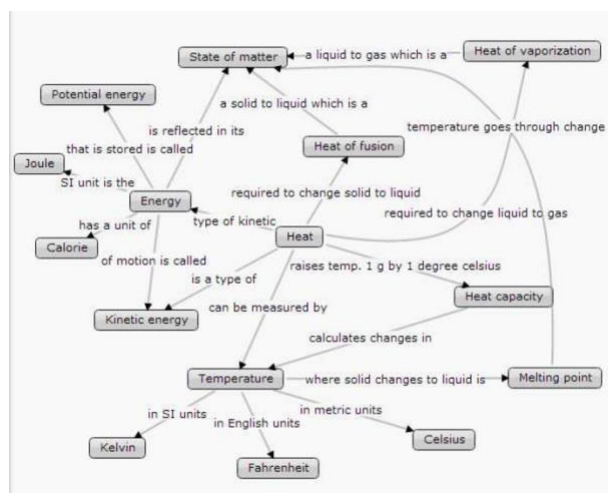 State of matter
a liquid to gas which is a
Heat of vaporization
Potential energy
a solid to liquid which is a
is reflected in its
temperature goes through change
that is stored is called
Heat of fusion
Joule
SI unit is the
Energy
required to change solid to liquid
has a unit of
type of kinetic
required to change liquid to gas
Calorie
Heat
of motion is called
raises temp. 1 g by 1 degree celsius
is a type of
Heat capacity
can be measured by
Kinetic energy
calculates changes in
Temperature
where solid changes to liquid is
Melting point
in SI units
in English units
in metric units
Kelvin
Celsius
Fahrenheit